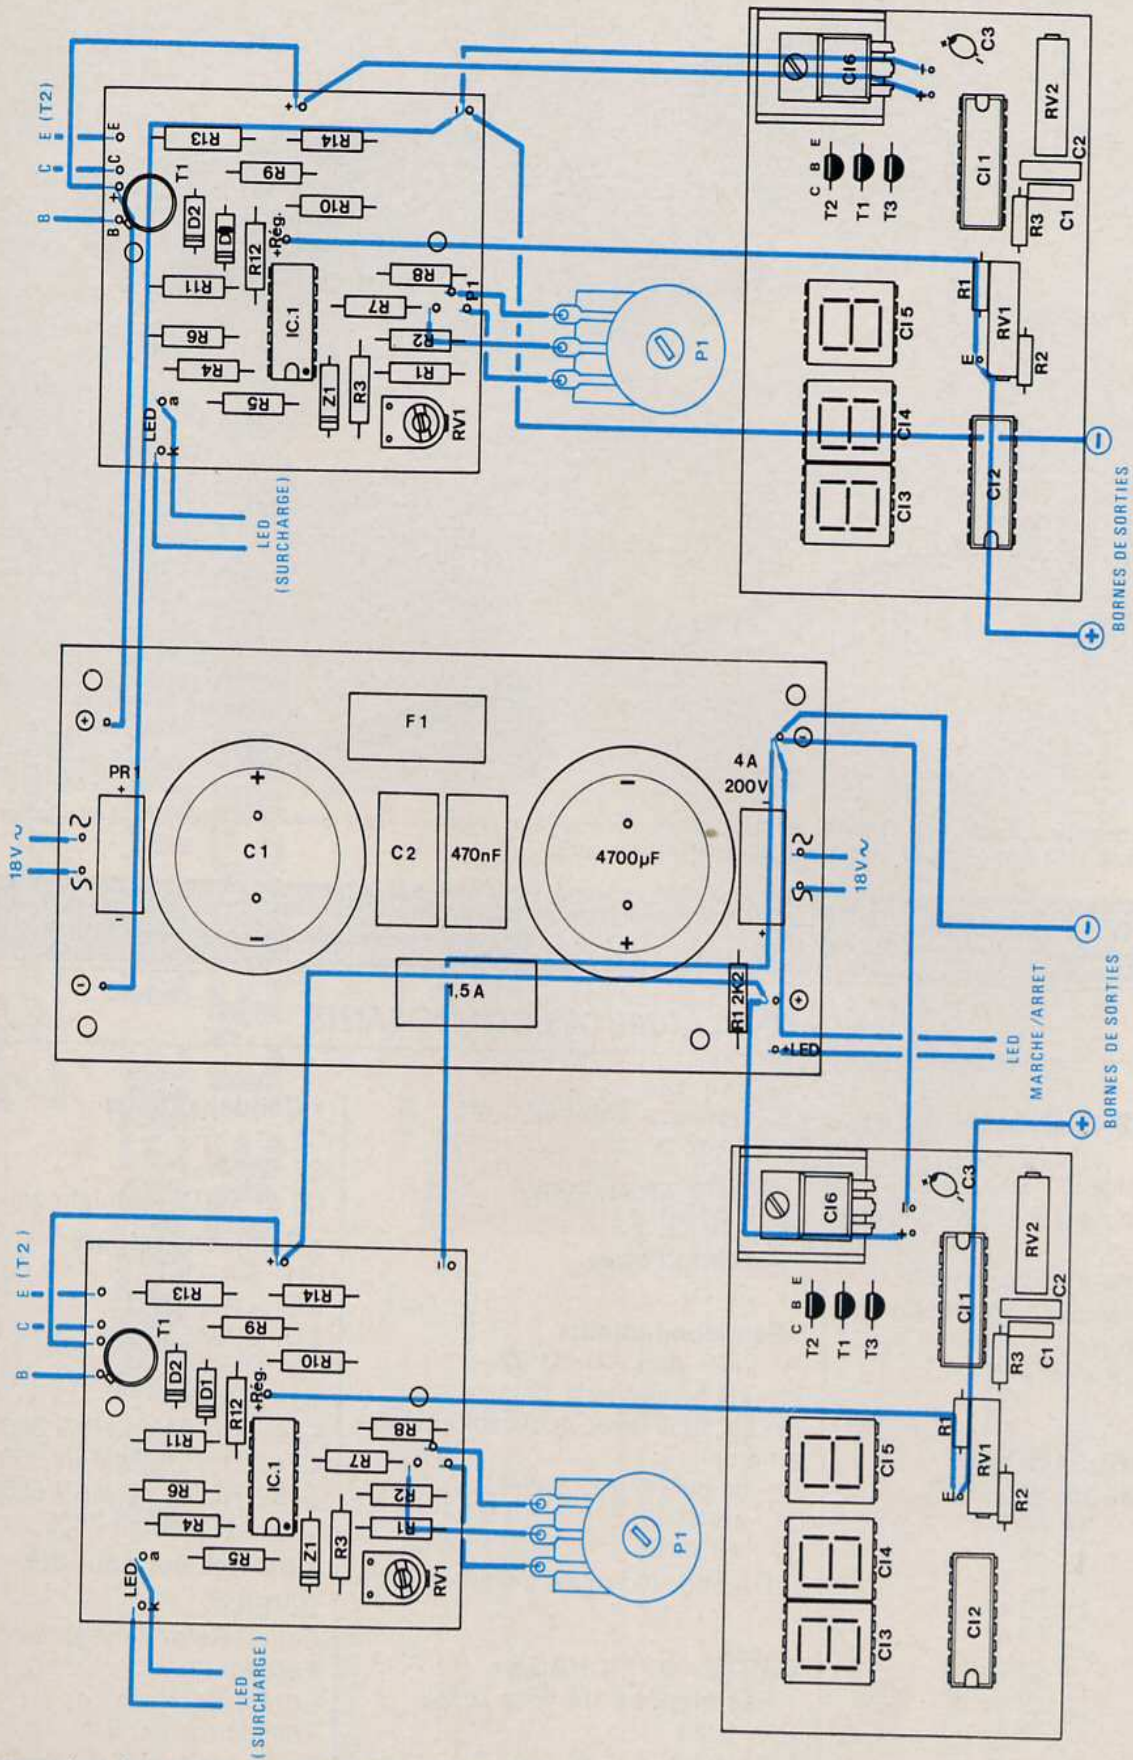 E (T2)
C
B
B
+
C
E
T1
R13
R14
R9
R10
D2
D1
R12
+Rég.
R11
R6
R4
R5
IC.1
Z1
R3
R7
R8
R2
R1
P1
RV1
LED
a
k
+
-
LED
(SURCHARGE)
P1
CI6
- +
C3
RV2
CI1
C2
C1
R3
C B E
T2
T1
T3
R1
RV1
R2
E
CI5
CI4
CI3
CI2
-
+
BORNES DE SORTIES
18V~
S 2
PR1
+
-
+
-
C1
+
-
C2
470nF
F1
1,5A
4700µF
-
+
4A
200V
-
+
S 2
18V~
R1 2K2
+
-
+LED
LED
MARCHE/ARRET
-
+
BORNES DE SORTIES
E (T2)
C
B
T1
R13
R14
R9
R10
D2
D1
R12
+Rég.
R11
R6
R4
R5
IC.1
Z1
R3
R7
R8
R2
R1
RV1
LED
a
k
+
-
LED
(SURCHARGE)
P1
CI6
+ -
C3
RV2
CI1
C2
C1
R3
C B E
T2
T1
T3
R1
RV1
R2
E
CI5
CI4
CI3
CI2